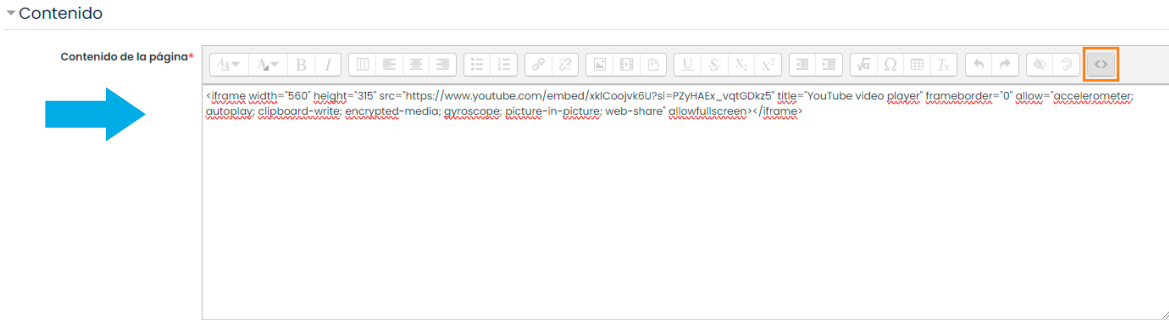 Contenido
Contenido de la página*
<iframe width="560" height="315" src="https://www.youtube.com/embed/xklCoojvk6U?si=PZyHAEx_vqtGDkz5" title="YouTube video player" frameborder="0" allow="accelerometer;
autoplay; clipboard-write; encrypted-media; gyroscope; picture-in-picture; web-share" allowfullscreen></iframe>